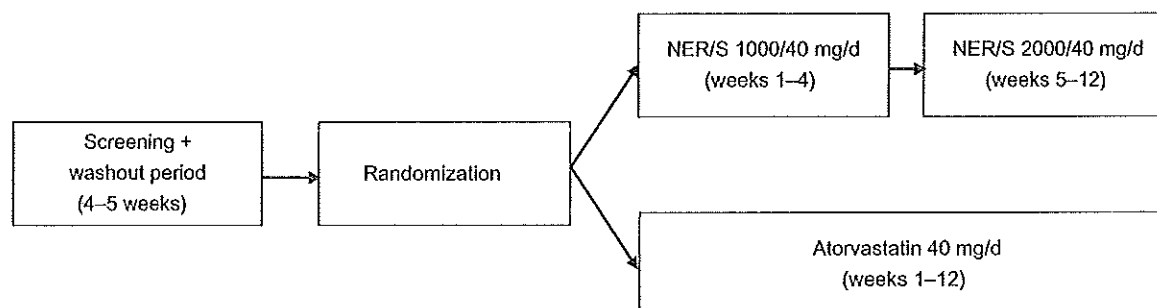 Screening +
washout period
(4–5 weeks)
Randomization
NER/S 1000/40 mg/d
(weeks 1–4)
NER/S 2000/40 mg/d
(weeks 5–12)
Atorvastatin 40 mg/d
(weeks 1–12)